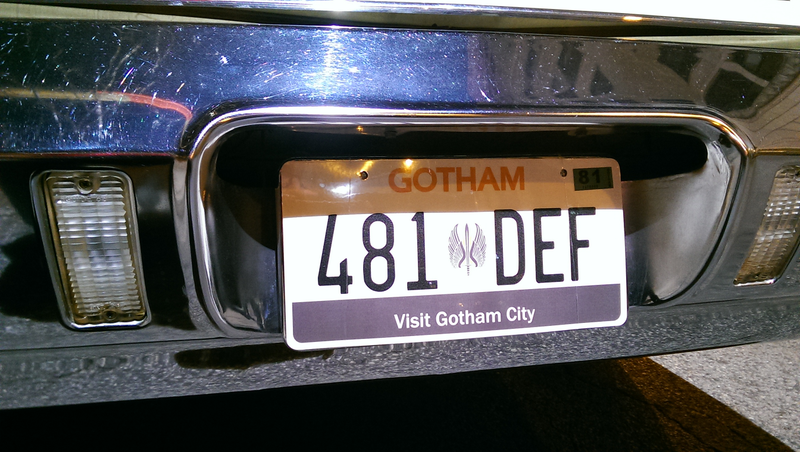 GOTHAM 81
481 DEF
Visit Gotham City